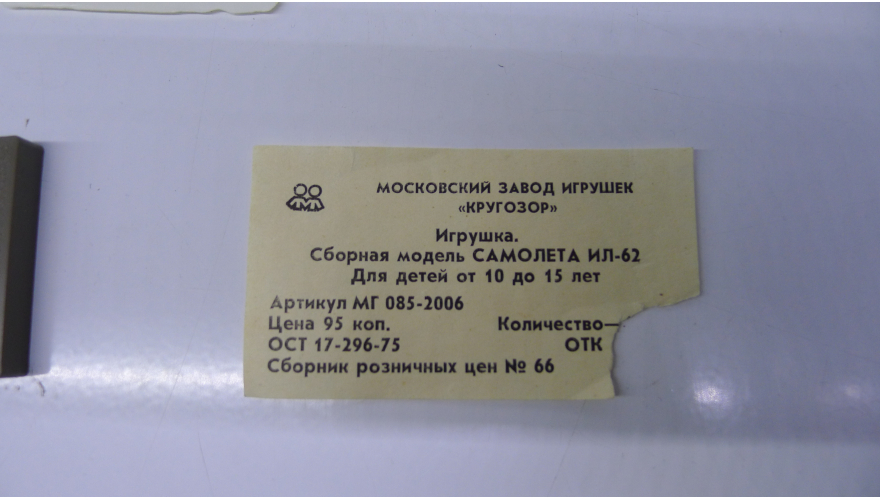 МОСКОВСКИЙ ЗАВОД ИГРУШЕК
«КРУГОЗОР»
Игрушка.
Сборная модель САМОЛЕТА ИЛ-62
Для детей от 10 до 15 лет
Артикул МГ 085-2006
Цена 95 коп. Количество—
ОСТ 17-296-75 ОТК
Сборник розничных цен № 66